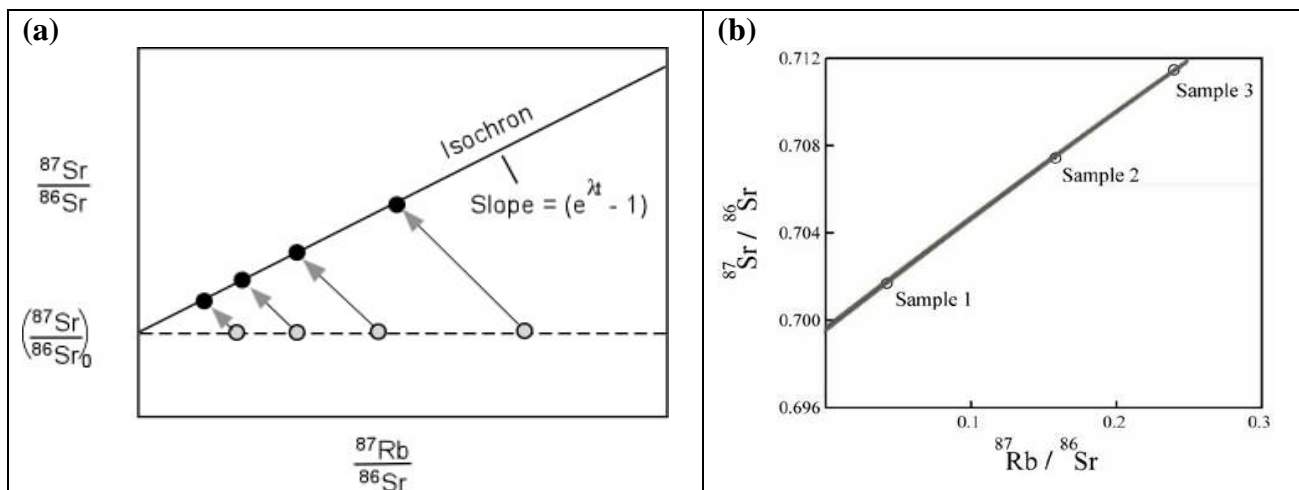 (a)
⁸⁷Sr
⁸⁶Sr
Isochron
Slope = (e^λt - 1)
(⁸⁷Sr
⁸⁶Sr)₀
⁸⁷Rb
⁸⁶Sr
(b)
0.712
0.708
0.704
0.700
0.696
⁸⁷Sr / ⁸⁶Sr
Sample 3
Sample 2
Sample 1
0.1
0.2
0.3
⁸⁷Rb / ⁸⁶Sr